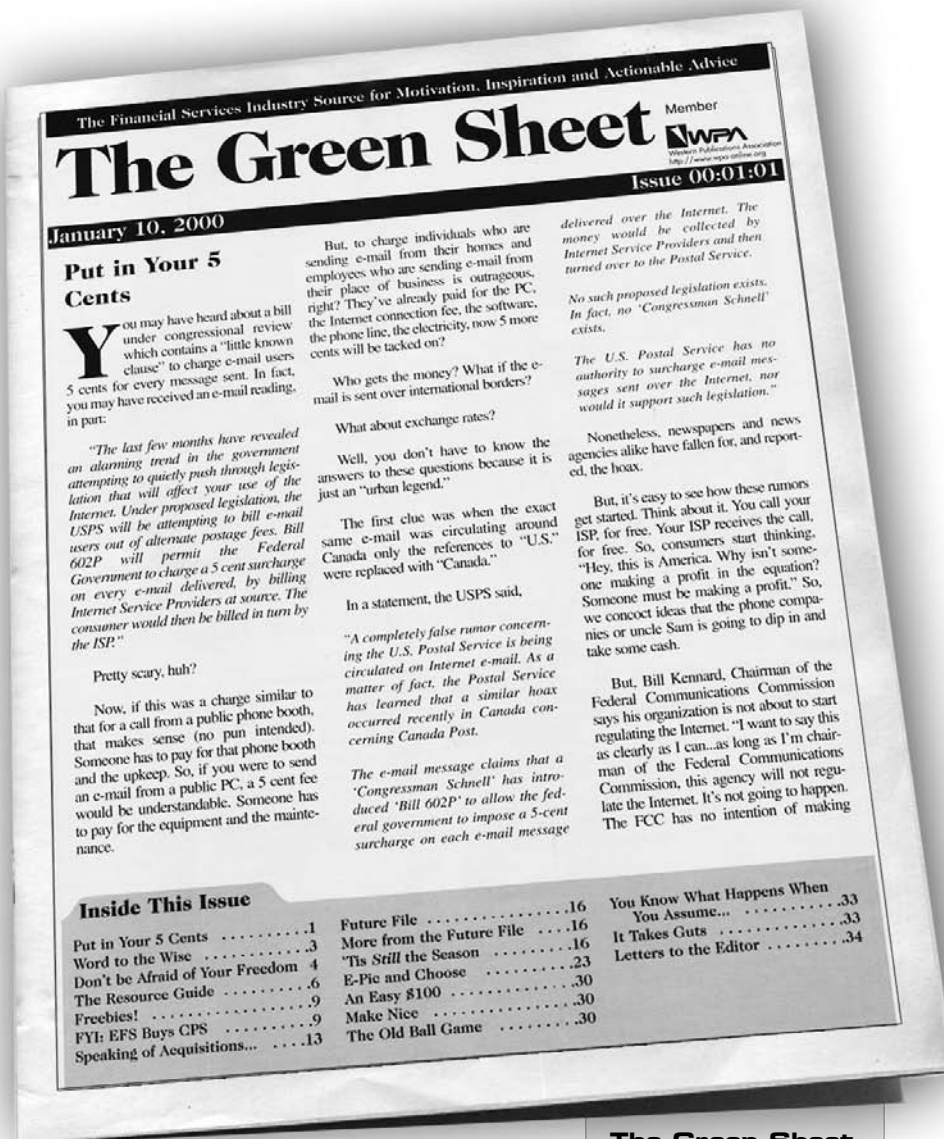 The Financial Services Industry Source for Motivation, Inspiration and Actionable Advice
The Green Sheet
Member
WPA
Western Publications Association
http://www.wpa-online.org
January 10, 2000
Issue 00:01:01
Put in Your 5
Cents
You may have heard about a bill
under congressional review
which contains a "little known
clause" to charge e-mail users
5 cents for every message sent. In fact,
you may have received an e-mail reading,
in part:
"The last few months have revealed
an alarming trend in the government
attempting to quietly push through legis-
lation that will affect your use of the
Internet. Under proposed legislation, the
USPS will be attempting to bill e-mail
users out of alternate postage fees. Bill
602P will permit the Federal
Government to charge a 5 cent surcharge
on every e-mail delivered, by billing
Internet Service Providers at source. The
consumer would then be billed in turn by
the ISP."
Pretty scary, huh?
Now, if this was a charge similar to
that for a call from a public phone booth,
that makes sense (no pun intended).
Someone has to pay for that phone booth
and the upkeep. So, if you were to send
an e-mail from a public PC, a 5 cent fee
would be understandable. Someone has
to pay for the equipment and the mainte-
nance.
But, to charge individuals who are
sending e-mail from their homes and
employees who are sending e-mail from
their place of business is outrageous,
right? They've already paid for the PC,
the Internet connection fee, the software,
the phone line, the electricity, now 5 more
cents will be tacked on?
Who gets the money? What if the e-
mail is sent over international borders?
What about exchange rates?
Well, you don't have to know the
answers to these questions because it is
just an "urban legend."
The first clue was when the exact
same e-mail was circulating around
Canada only the references to "U.S."
were replaced with "Canada."
In a statement, the USPS said,
"A completely false rumor concern-
ing the U.S. Postal Service is being
circulated on Internet e-mail. As a
matter of fact, the Postal Service
has learned that a similar hoax
occurred recently in Canada con-
cerning Canada Post.
The e-mail message claims that a
'Congressman Schnell' has intro-
duced 'Bill 602P' to allow the fed-
eral government to impose a 5-cent
surcharge on each e-mail message
delivered over the Internet. The
money would be collected by
Internet Service Providers and then
turned over to the Postal Service.
No such proposed legislation exists.
In fact, no 'Congressman Schnell'
exists.
The U.S. Postal Service has no
authority to surcharge e-mail mes-
sages sent over the Internet, nor
would it support such legislation."
Nonetheless, newspapers and news
agencies alike have fallen for, and report-
ed, the hoax.
But, it's easy to see how these rumors
get started. Think about it. You call your
ISP, for free. Your ISP receives the call,
for free. So, consumers start thinking,
"Hey, this is America. Why isn't some-
one making a profit in the equation?
Someone must be making a profit." So,
we concoct ideas that the phone compa-
nies or uncle Sam is going to dip in and
take some cash.
But, Bill Kennard, Chairman of the
Federal Communications Commission
says his organization is not about to start
regulating the Internet. "I want to say this
as clearly as I can...as long as I'm chair-
man of the Federal Communications
Commission, this agency will not regu-
late the Internet. It's not going to happen.
The FCC has no intention of making
Inside This Issue
Put in Your 5 Cents ..........1
Word to the Wise ..........3
Don't be Afraid of Your Freedom 4
The Resource Guide ..........6
Freebies! ..........9
FYI: EFS Buys CPS ..........9
Speaking of Acquisitions... ....13
Future File ..........16
More from the Future File ....16
'Tis Still the Season ..........16
E-Pic and Choose ..........23
An Easy $100 ..........30
Make Nice ..........30
The Old Ball Game ..........30
You Know What Happens When
You Assume... ..........33
It Takes Guts ..........33
Letters to the Editor ..........34
The Green Sheet